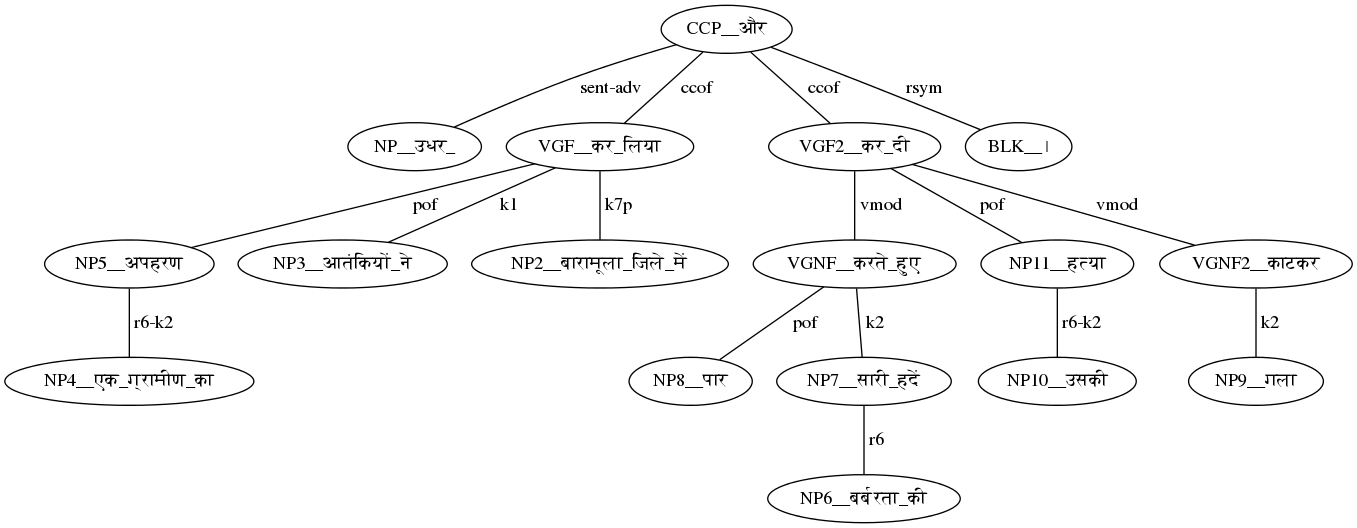 CCP__और
sent-adv ccof ccof rsym
NP__उधर_ VGF__कर_लिया VGF2__कर_दी BLK__।
pof k1 k7p vmod pof vmod
NP5__अपहरण NP3__आतंकियों_ने NP2__बारामूला_जिले_में VGNF__करते_हुए NP11__हत्या VGNF2__काटकर
r6-k2 pof k2 r6-k2 k2
NP4__एक_ग्रामीण_का NP8__पार NP7__सारी_हदें NP10__उसकी NP9__गला
r6
NP6__बर्बरता_की